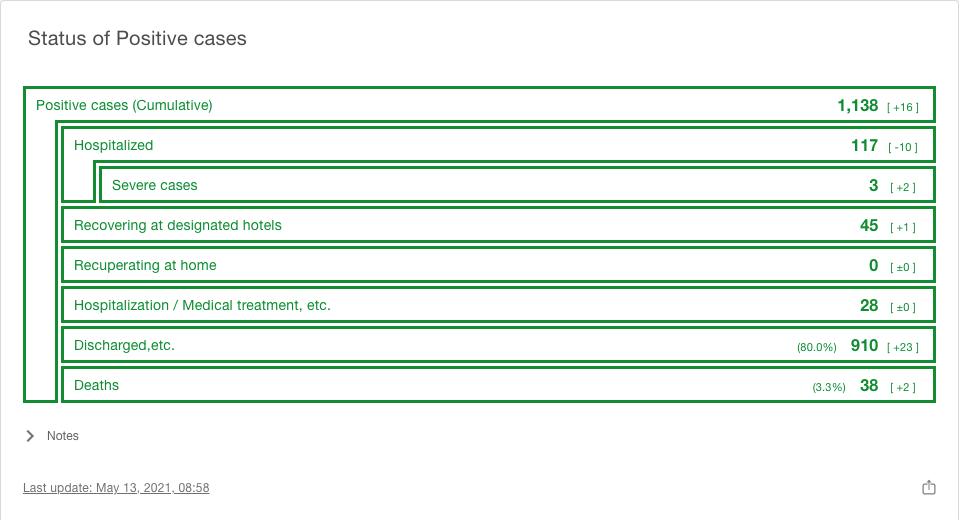 Status of Positive cases
Positive cases (Cumulative) 1,138 [ +16 ]
Hospitalized 117 [ -10 ]
Severe cases 3 [ +2 ]
Recovering at designated hotels 45 [ +1 ]
Recuperating at home 0 [ ±0 ]
Hospitalization / Medical treatment, etc. 28 [ ±0 ]
Discharged,etc. (80.0%) 910 [ +23 ]
Deaths (3.3%) 38 [ +2 ]
Notes
Last update: May 13, 2021, 08:58